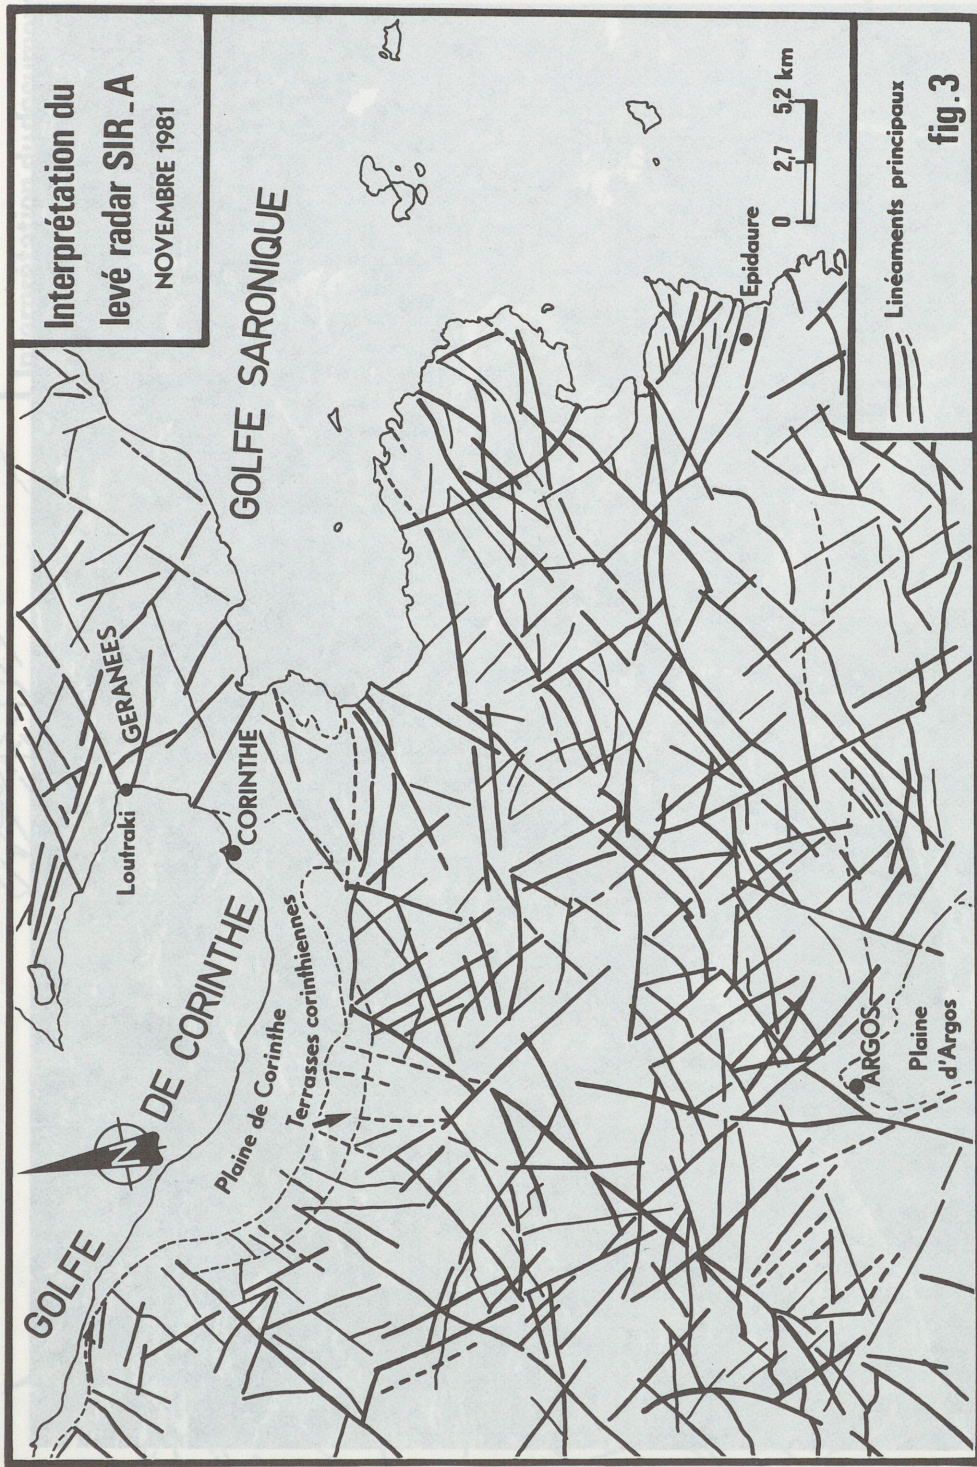 Interprétation du
levé radar SIR_A
NOVEMBRE 1981
GOLFE SARONIQUE
GOLFE
DE CORINTHE
N
Loutraki
GERANEES
CORINTHE
Plaine de Corinthe
Terrasses corinthiennes
Epidaure
ARGOS
Plaine
d'Argos
0 2,7 5,2 km
Linéaments principaux
fig.3